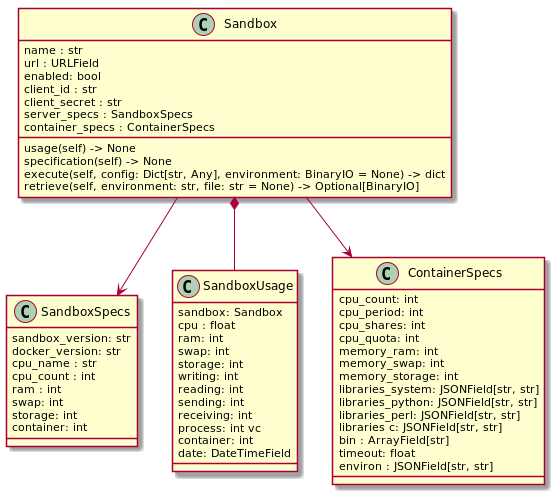 C Sandbox
name : str
url : URLField
enabled: bool
client_id : str
client_secret : str
server_specs : SandboxSpecs
container_specs : ContainerSpecs
usage(self) -> None
specification(self) -> None
execute(self, config: Dict[str, Any], environment: BinaryIO = None) -> dict
retrieve(self, environment: str, file: str = None) -> Optional[BinaryIO]
C SandboxSpecs
sandbox_version: str
docker_version: str
cpu_name : str
cpu_count : int
ram : int
swap: int
storage: int
container: int
C SandboxUsage
sandbox: Sandbox
cpu : float
ram: int
swap: int
storage: int
writing: int
reading: int
sending: int
receiving: int
process: int vc
container: int
date: DateTimeField
C ContainerSpecs
cpu_count: int
cpu_period: int
cpu_shares: int
cpu_quota: int
memory_ram: int
memory_swap: int
memory_storage: int
libraries_system: JSONField[str, str]
libraries_python: JSONField[str, str]
libraries_perl: JSONField[str, str]
libraries c: JSONField[str, str]
bin : ArrayField[str]
timeout: float
environ : JSONField[str, str]